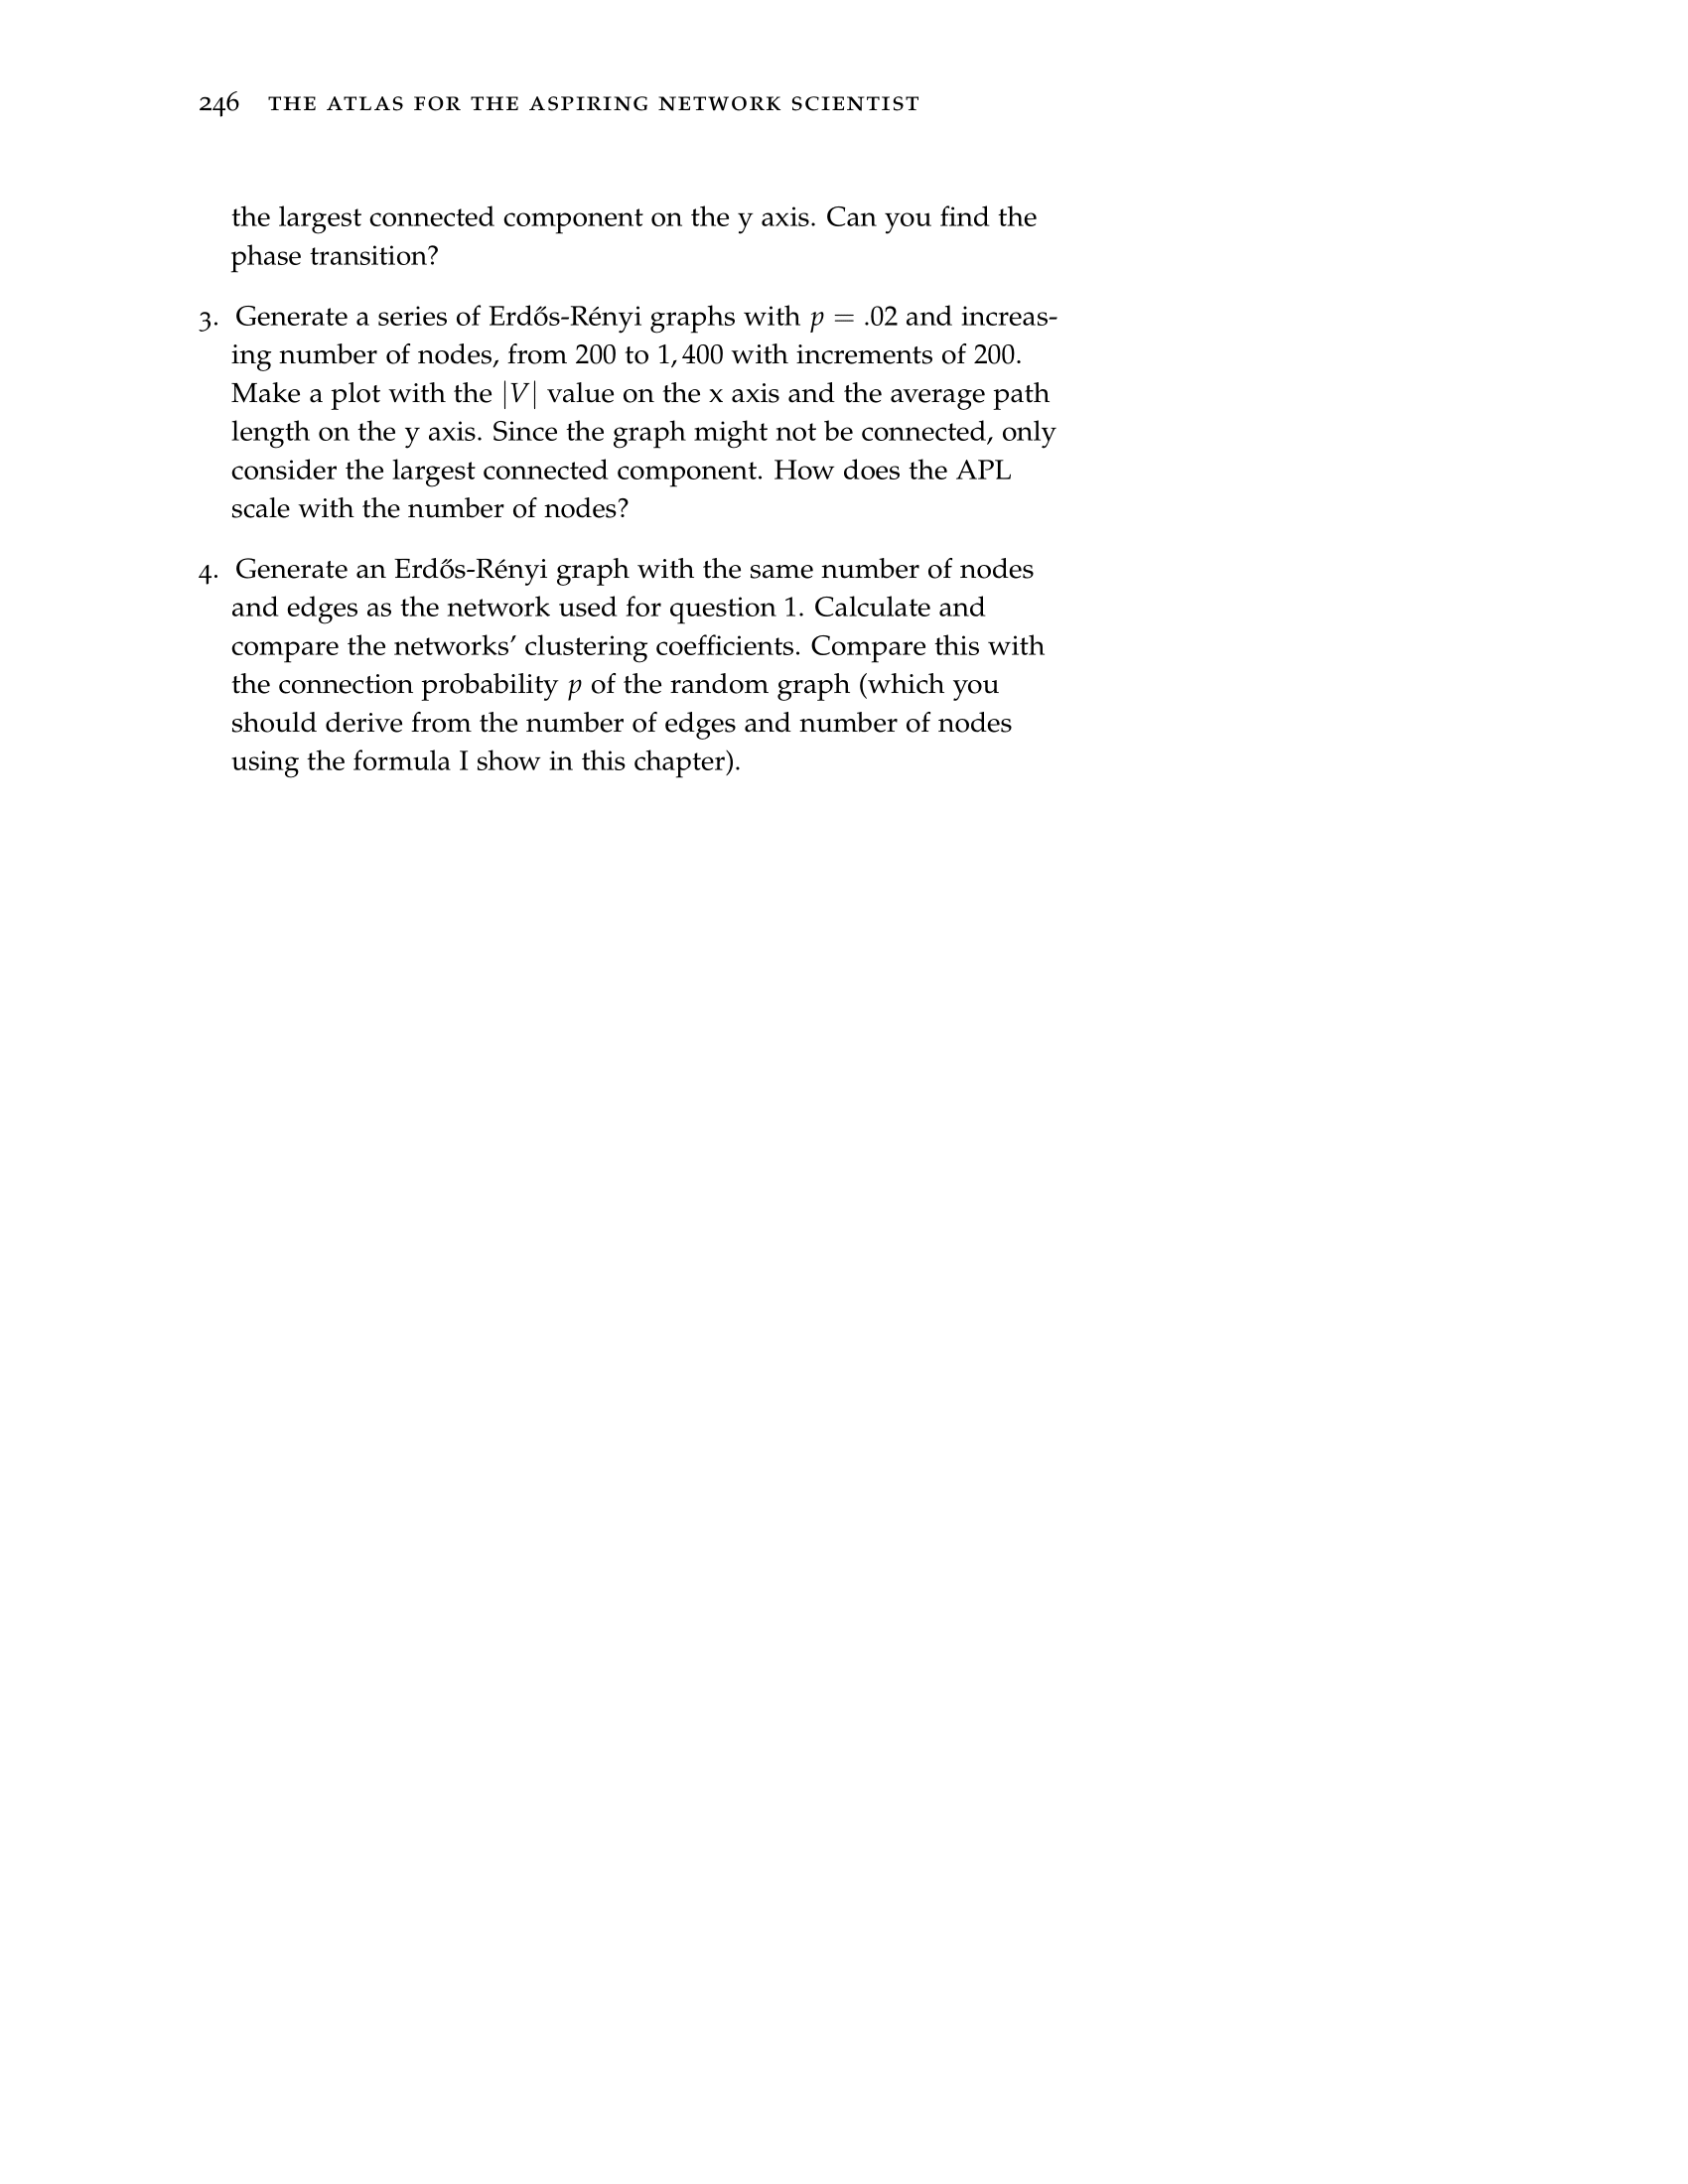 246 THE ATLAS FOR THE ASPIRING NETWORK SCIENTIST
the largest connected component on the y axis. Can you find the
phase transition?
3. Generate a series of Erdős-Rényi graphs with p = .02 and increas-
ing number of nodes, from 200 to 1, 400 with increments of 200.
Make a plot with the |V| value on the x axis and the average path
length on the y axis. Since the graph might not be connected, only
consider the largest connected component. How does the APL
scale with the number of nodes?
4. Generate an Erdős-Rényi graph with the same number of nodes
and edges as the network used for question 1. Calculate and
compare the networks’ clustering coefficients. Compare this with
the connection probability p of the random graph (which you
should derive from the number of edges and number of nodes
using the formula I show in this chapter).